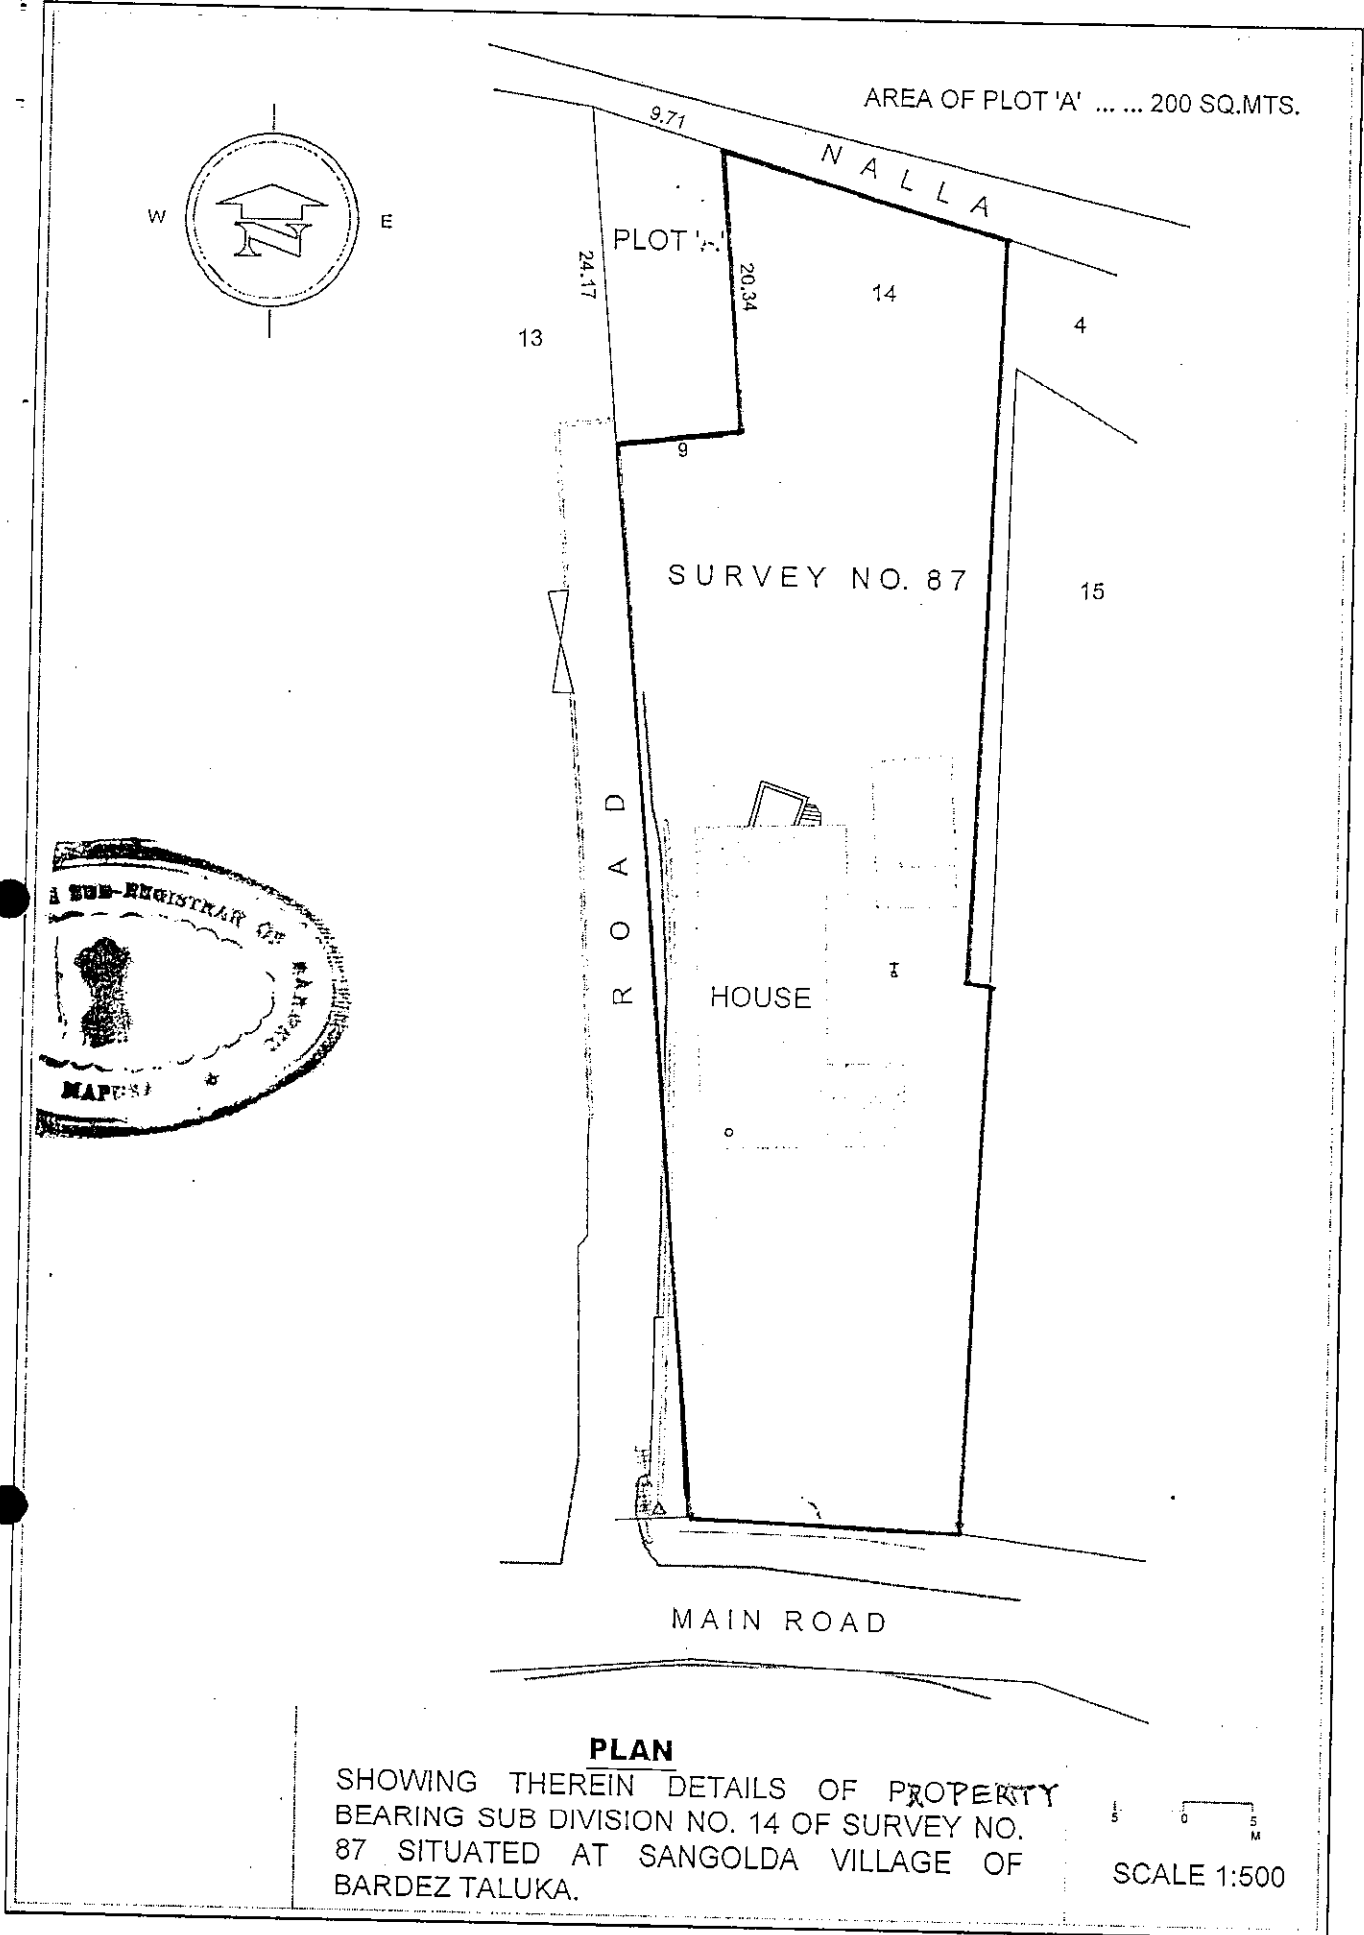 AREA OF PLOT 'A' ... ... 200 SQ.MTS.
9.71
NALLA
W
N
E
PLOT 'A'
24.17
20.34
14
13
4
9
SURVEY NO. 87
15
ROAD
SUB-REGISTRAR OF
HOUSE
MAPUSA
MAIN ROAD
PLAN
SHOWING THEREIN DETAILS OF PROPERTY
BEARING SUB DIVISION NO. 14 OF SURVEY NO.
87 SITUATED AT SANGOLDA VILLAGE OF
BARDEZ TALUKA.
5 0 5
M
SCALE 1:500